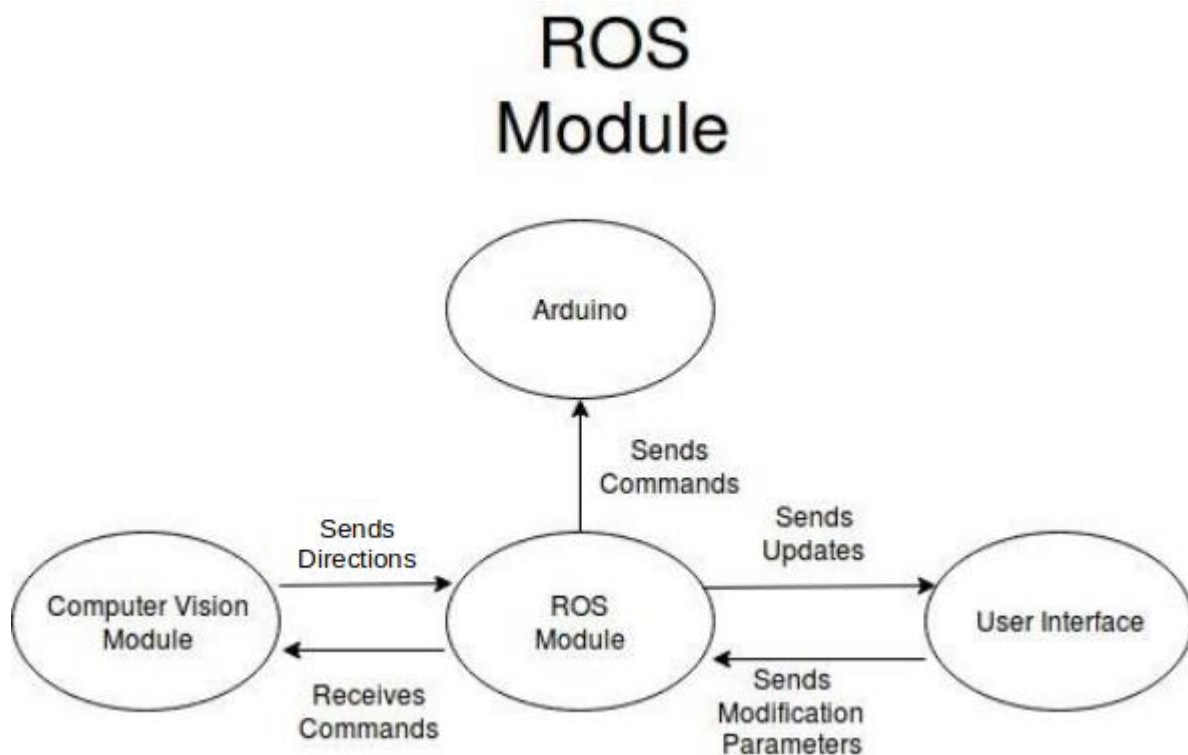 ROS
Module
Arduino
Sends
Commands
Sends
Directions
Sends
Updates
Computer Vision
Module
ROS
Module
User Interface
Receives
Commands
Sends
Modification
Parameters